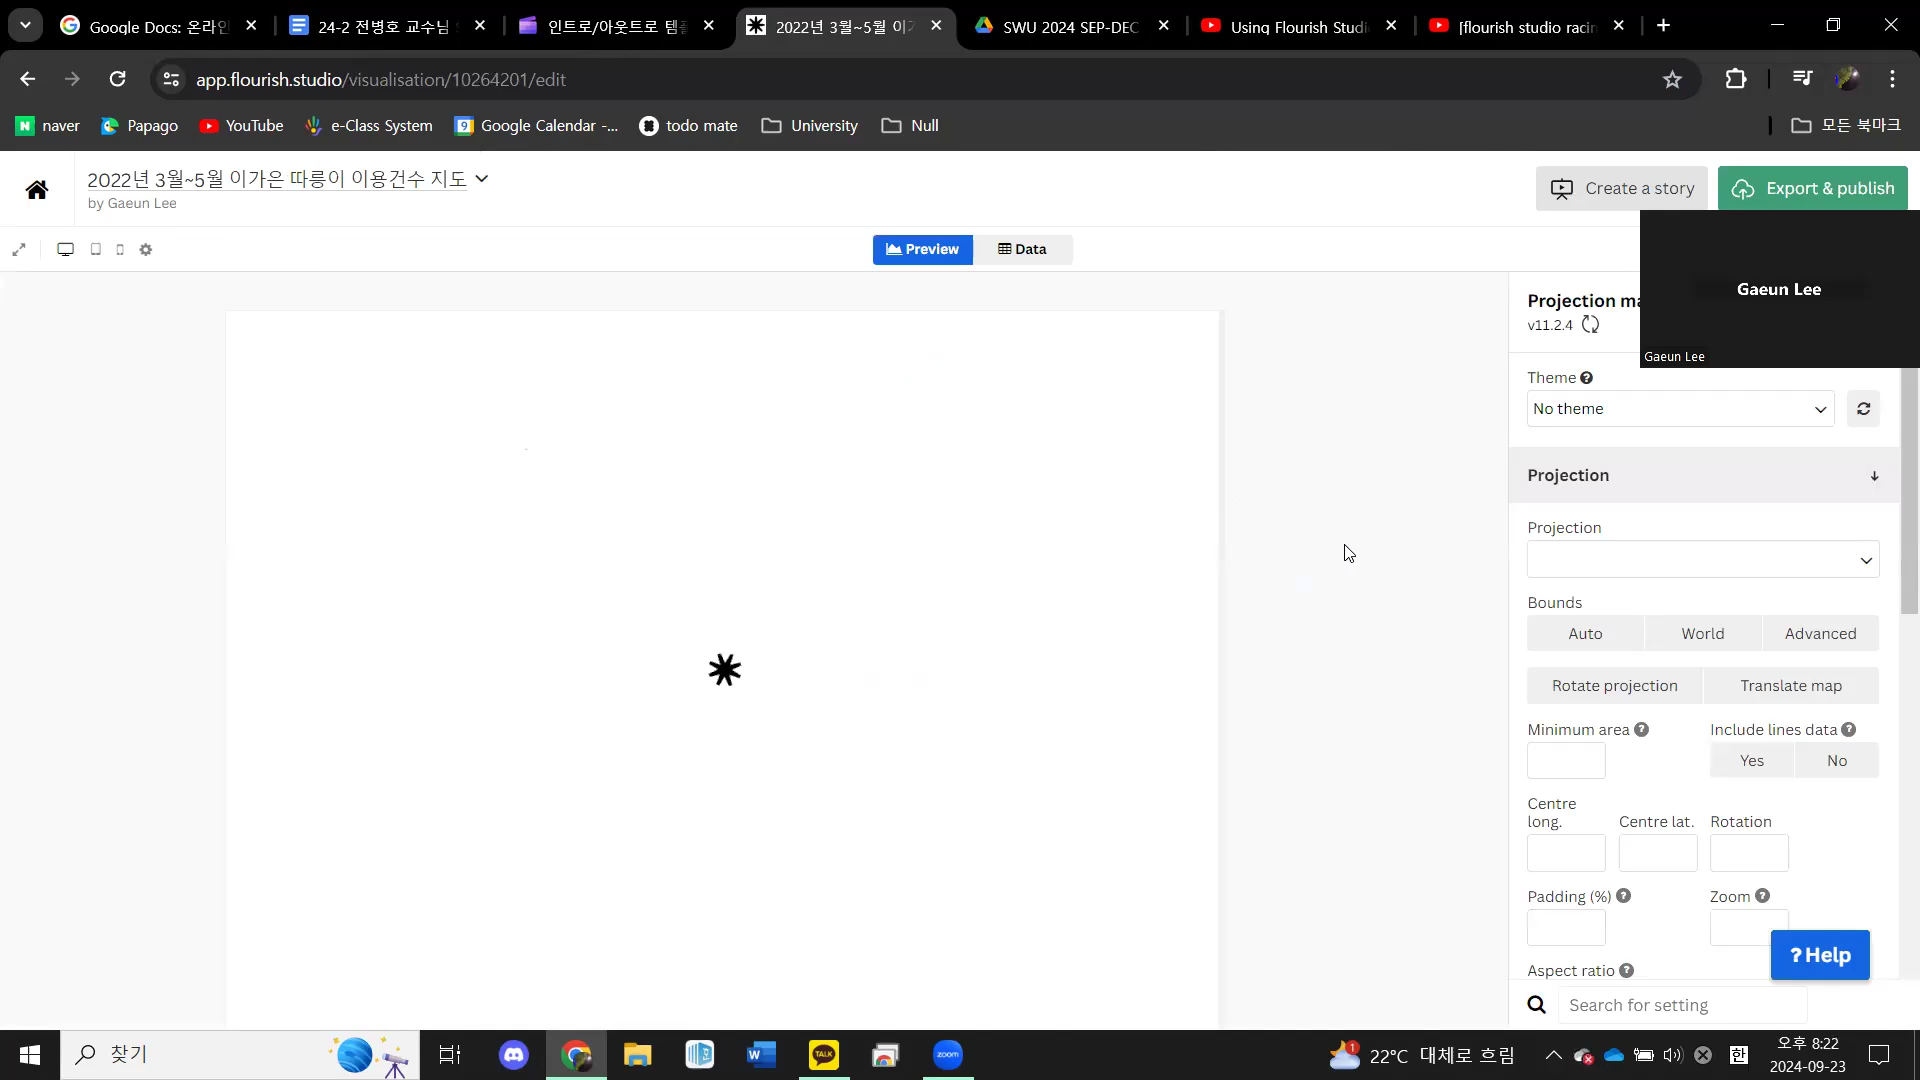 Google Docs: 온라인
24-2 전병호 교수님
인트로/아웃트로 템플
2022년 3월~5월 이가
SWU 2024 SEP-DEC
Using Flourish Studi
[flourish studio racin
app.flourish.studio/visualisation/10264201/edit
naver
Papago
YouTube
e-Class System
Google Calendar -...
todo mate
University
Null
모든 북마크
2022년 3월~5월 이가은 따릉이 이용건수 지도
by Gaeun Lee
Create a story
Export & publish
Preview
Data
Gaeun Lee
Gaeun Lee
Projection ma
v11.2.4
Theme
No theme
Projection
Projection
Bounds
Auto World Advanced
Rotate projection Translate map
Minimum area Include lines data
Yes No
Centre
long. Centre lat. Rotation
Padding (%) Zoom
? Help
Aspect ratio
Search for setting
찾기
TALK
zoom
1
22°C 대체로 흐림
한
오후 8:22
2024-09-23